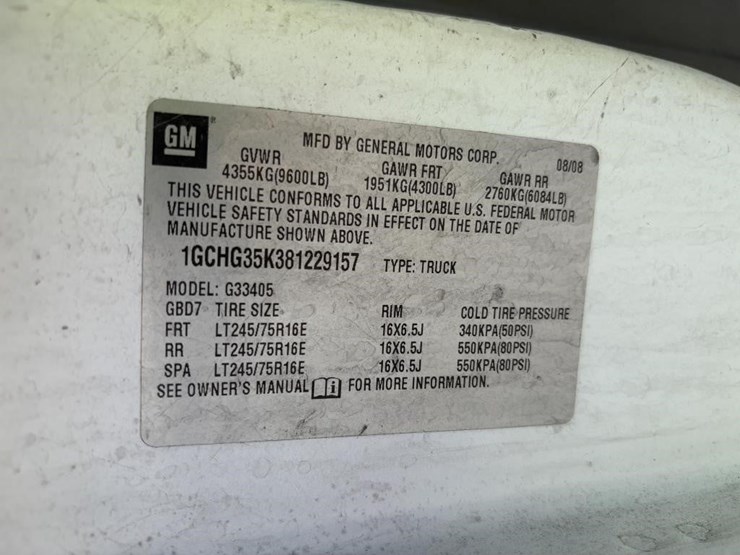 GM
MFD BY GENERAL MOTORS CORP. 08/08
GVWR GAWR FRT GAWR RR
4355KG(9600LB) 1951KG(4300LB) 2760KG(6084LB)
THIS VEHICLE CONFORMS TO ALL APPLICABLE U.S. FEDERAL MOTOR
VEHICLE SAFETY STANDARDS IN EFFECT ON THE DATE OF
MANUFACTURE SHOWN ABOVE.
1GCHG35K381229157 TYPE: TRUCK
MODEL: G33405
GBD7 TIRE SIZE RIM COLD TIRE PRESSURE
FRT LT245/75R16E 16X6.5J 340KPA(50PSI)
RR LT245/75R16E 16X6.5J 550KPA(80PSI)
SPA LT245/75R16E 16X6.5J 550KPA(80PSI)
SEE OWNER'S MANUAL i FOR MORE INFORMATION.